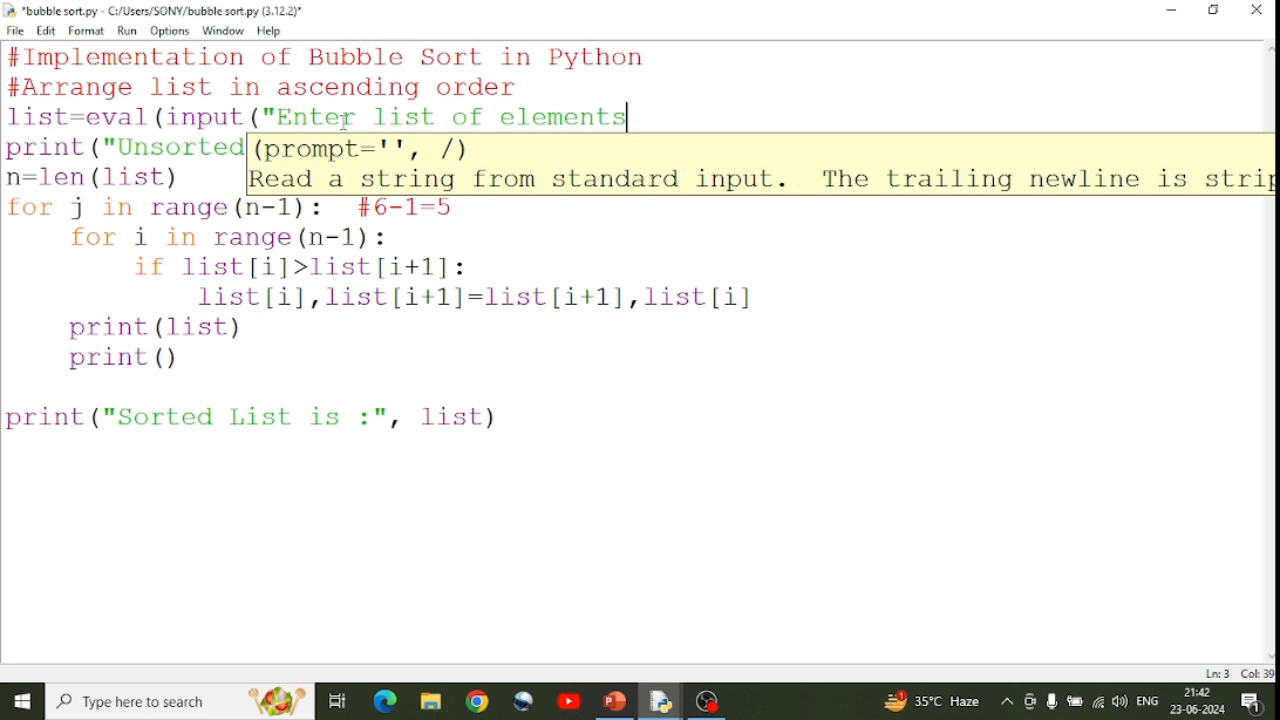 *bubble sort.py - C:/Users/SONY/bubble sort.py (3.12.2)*
File Edit Format Run Options Window Help
#Implementation of Bubble Sort in Python
#Arrange list in ascending order
list=eval(input("Enter list of elements
print("Unsorted
(prompt='', /)
n=len(list)
Read a string from standard input.  The trailing newline is strip
for j in range(n-1):  #6-1=5
    for i in range(n-1):
        if list[i]>list[i+1]:
            list[i],list[i+1]=list[i+1],list[i]
    print(list)
    print()
print("Sorted List is :", list)
Ln: 3 Col: 39
Type here to search
1
35°C Haze
ENG
21:42
23-06-2024
1